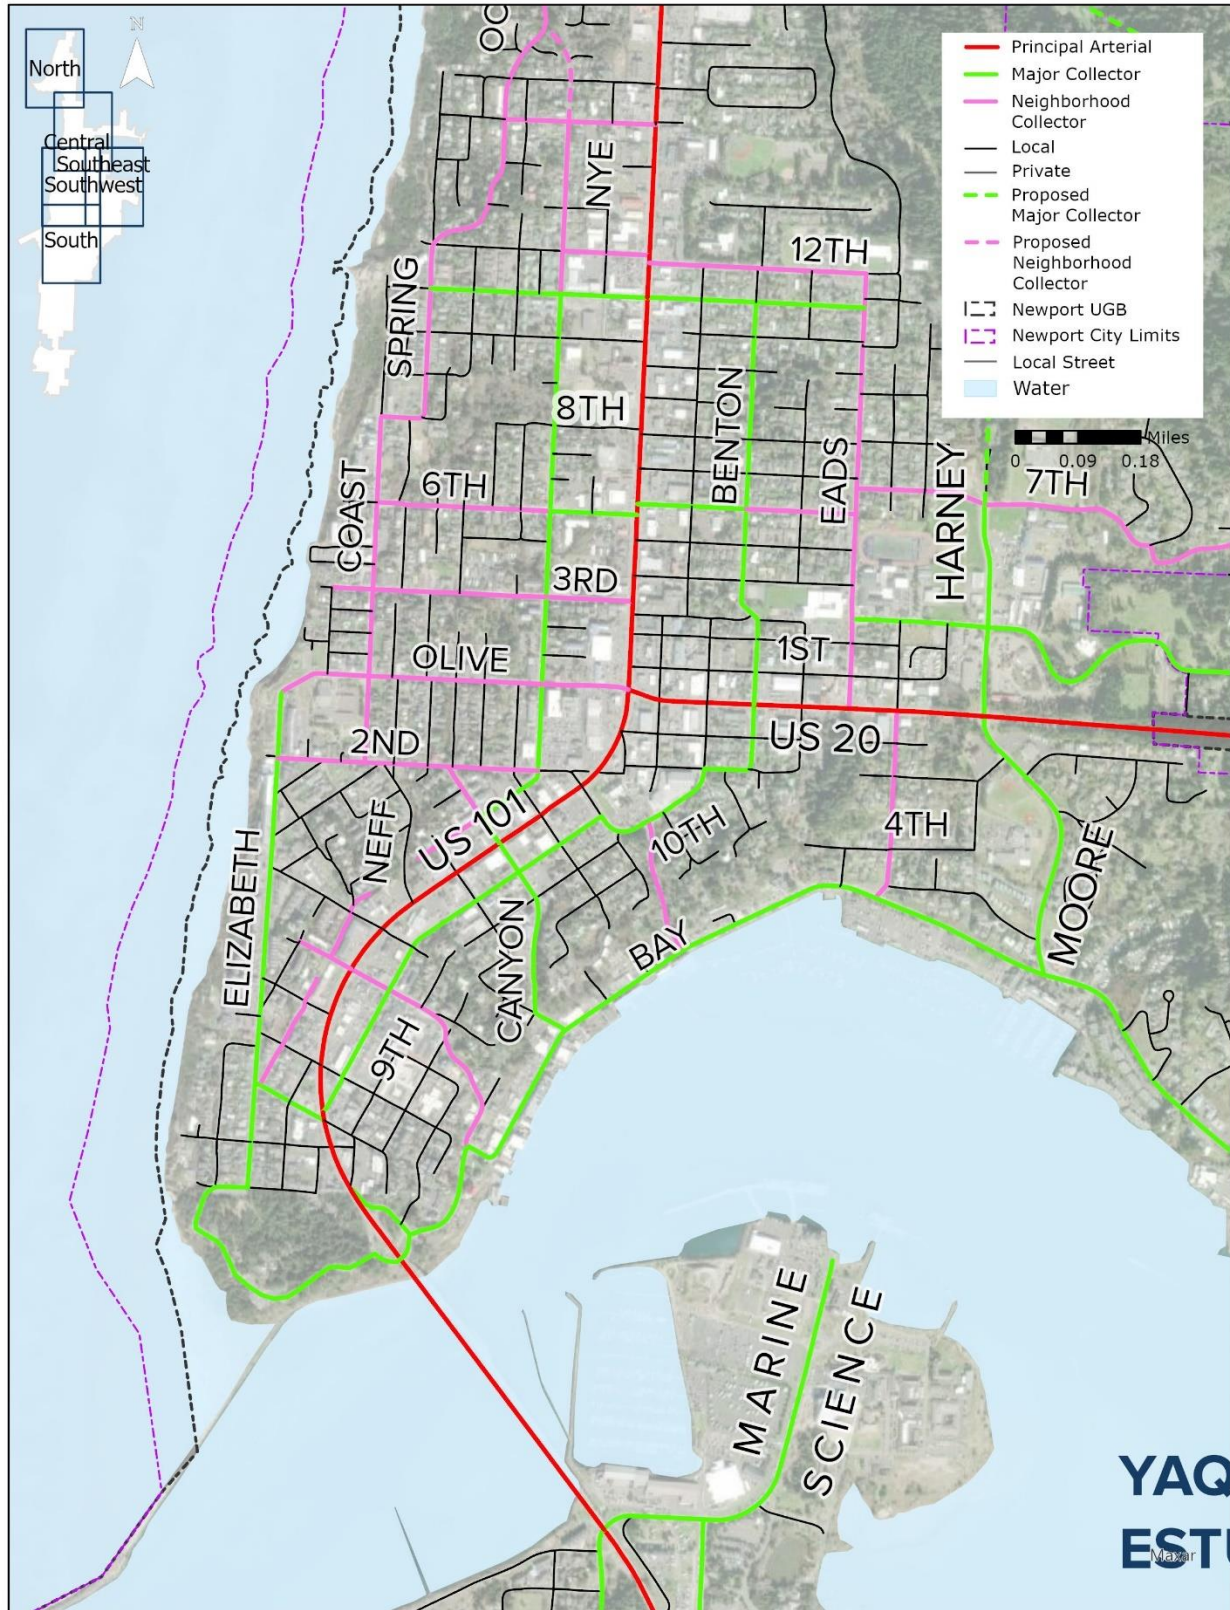 N
North
Central
Southeast
Southwest
South
OC
Principal Arterial
Major Collector
Neighborhood
Collector
Local
Private
Proposed
Major Collector
Proposed
Neighborhood
Collector
Newport UGB
Newport City Limits
Local Street
Water
Miles
0 0.09 0.18
NYE
12TH
SPRING
8TH
BENTON
COAST
6TH
EADS
HARNEY
7TH
3RD
OLIVE
1ST
2ND
US 20
US 101
NEFF
10TH
4TH
ELIZABETH
CANYON
BAY
MOORE
9TH
MARINE
SCIENCE
YAQ
ESTU
Maxar